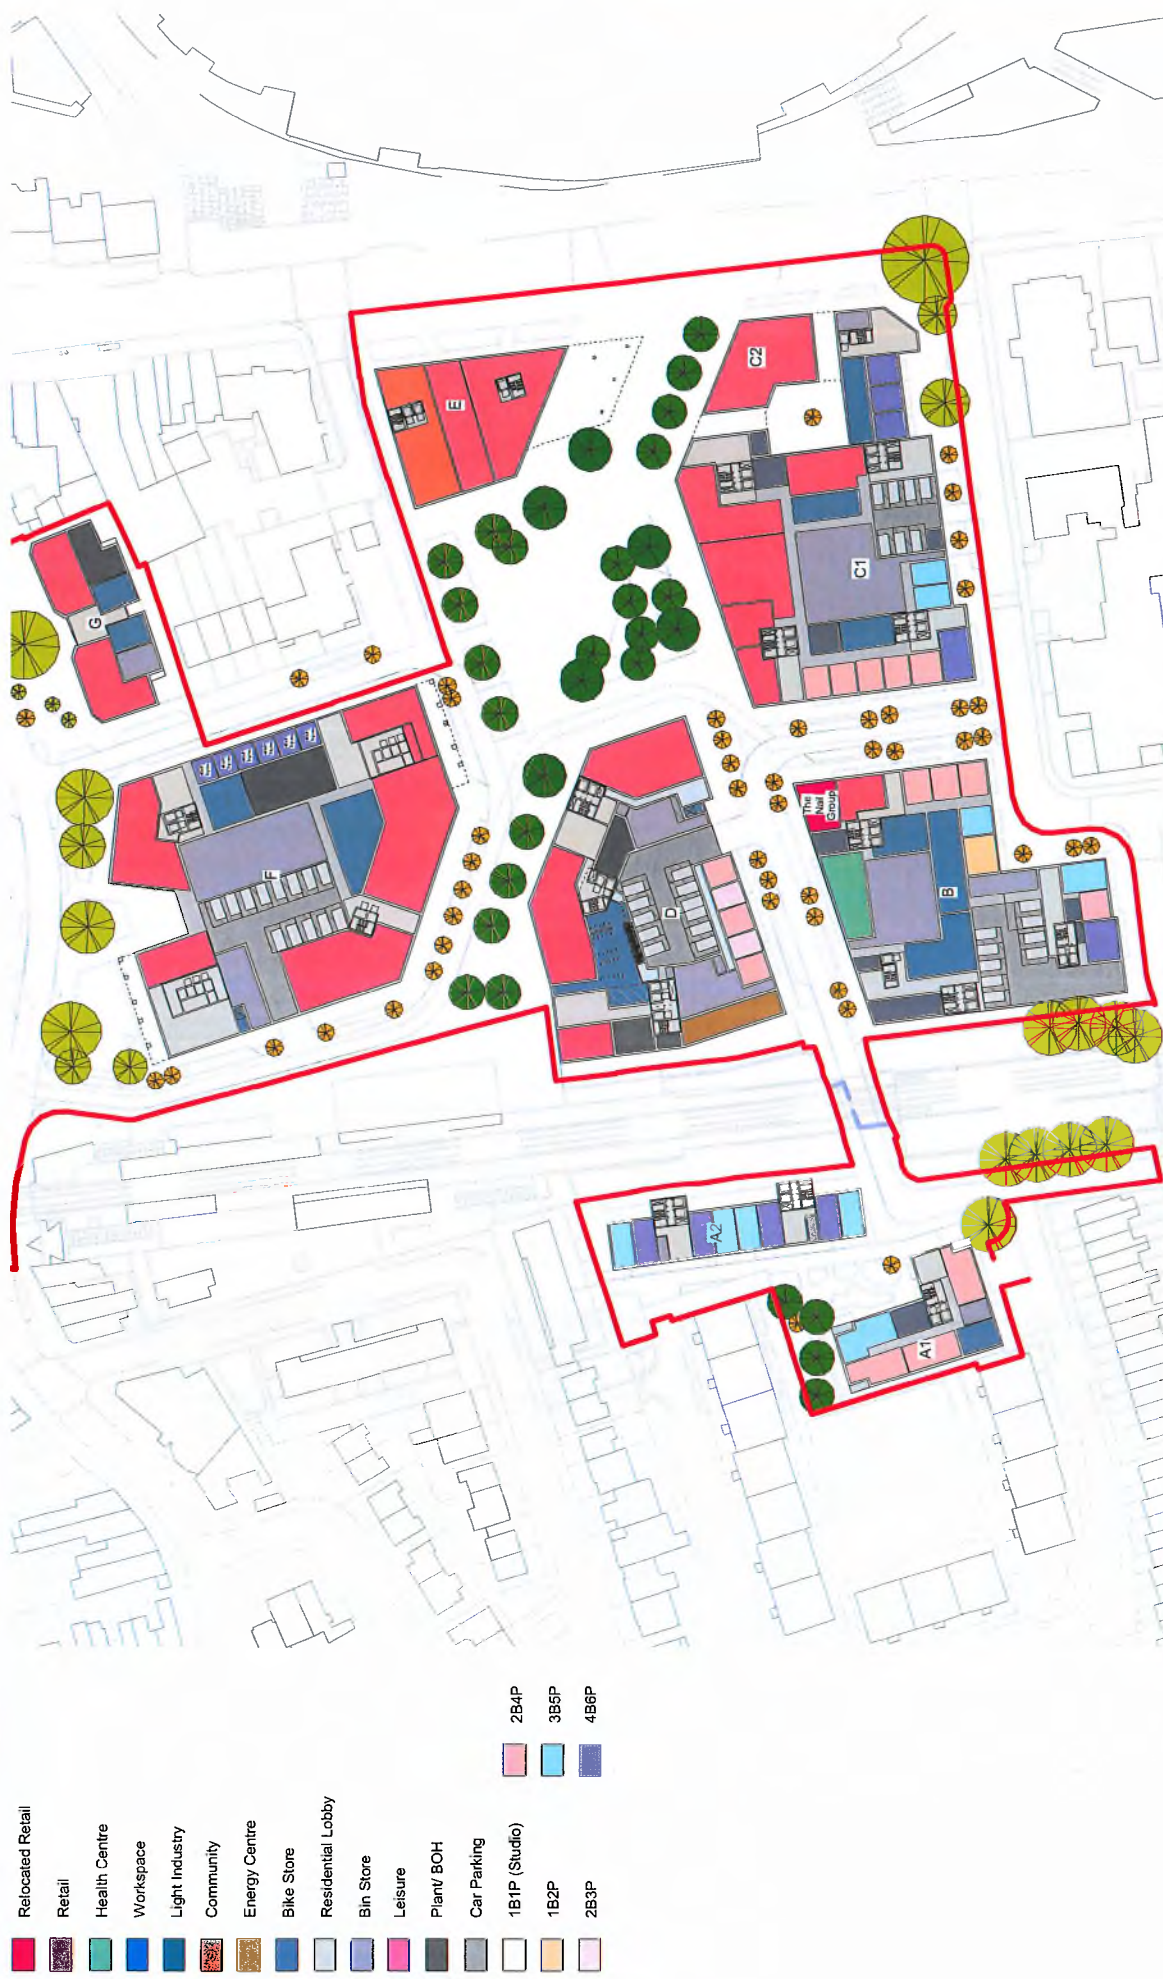 Relocated Retail
Retail
Health Centre
Workspace
Light Industry
Community
Energy Centre
Bike Store
Residential Lobby
Bin Store
Leisure
Plant/ BOH
Car Parking
1B1P (Studio)
1B2P
2B3P
2B4P
3B5P
4B6P
G
F
E
D
C2
C1
The
Nail
Group
B
A2
A1